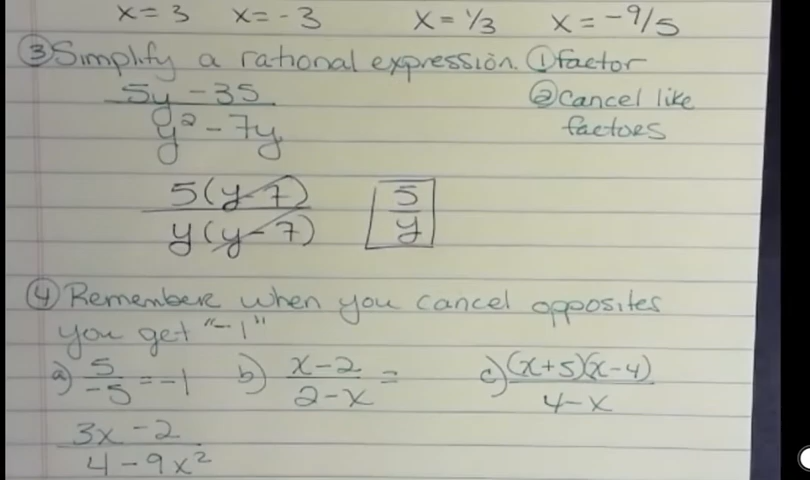 x = 3 x = -3 x = 1/3 x = -9/5
③ Simplify a rational expression. ① factor
5y - 35 ② cancel like
y² - 7y factors
5(y-7) 5
y(y-7) y
④ Remember when you cancel opposites
you get "-1"
a) 5/-5 = -1 b) x-2/2-x = c) (x+5)(x-4)/4-x
3x - 2
4 - 9x²